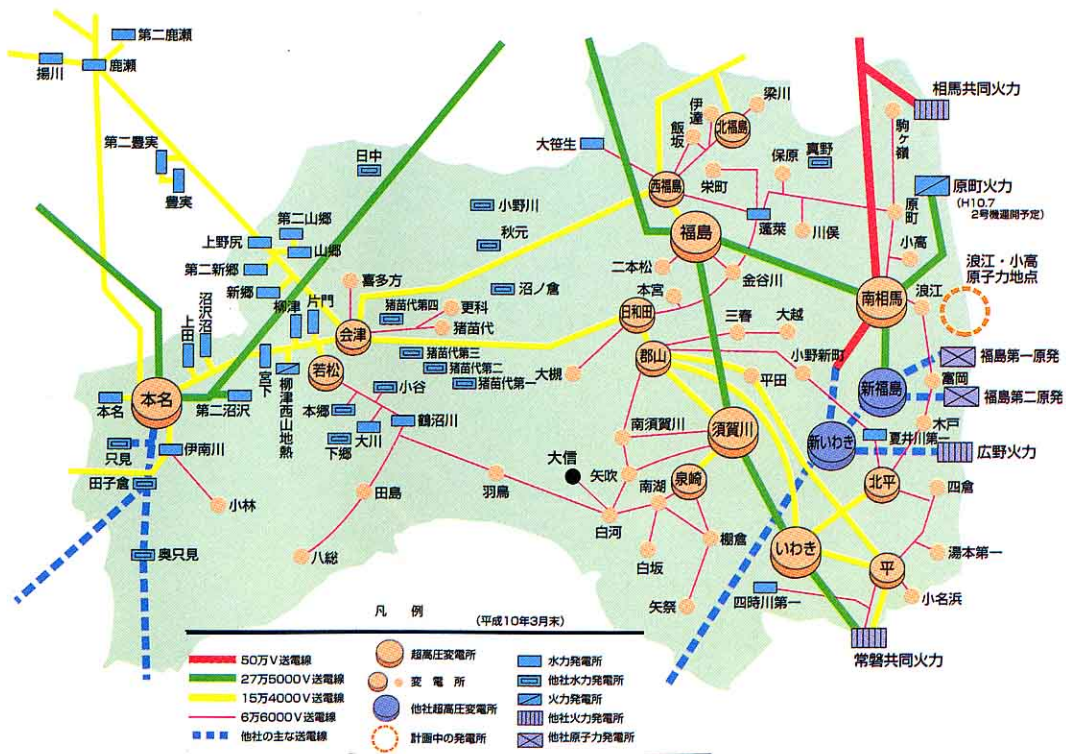 第二鹿瀬
揚川
鹿瀬
第二豊実
豊実
日中
大笹生
飯坂
伊達
北福島
梁川
相馬共同火力
駒ヶ嶺
保原
真野
栄町
西福島
原町火力
(H10.7
2号機運開予定)
第二山郷
上野尻
山郷
小野川
秋元
福島
蓬莱
川俣
原町
小高
第二新郷
新郷
喜多方
沼ノ倉
二本松
金谷川
浪江・小高
原子力地点
南相馬
浪江
上田
沼沢沼
柳津
片門
会津
猪苗代第四
更科
猪苗代
本宮
日和田
三春
大越
猪苗代第三
猪苗代第二
猪苗代第一
郡山
小野新町
福島第一原発
新福島
富岡
福島第二原発
宮下
若松
柳津西山地熱
小谷
大槻
平田
本名
本名
第二沼沢
本郷
大川
鶴沼川
下郷
南須賀川
須賀川
新いわき
夏井川第一
木戸
広野火力
只見
伊南川
田子倉
小林
田島
羽鳥
大信
矢吹
泉崎
南湖
北平
四倉
白河
棚倉
いわき
湯本第一
奥只見
八総
白坂
矢祭
四時川第一
平
小名浜
常磐共同火力
凡例
(平成10年3月末)
50万V送電線
27万5000V送電線
15万4000V送電線
6万6000V送電線
他社の主な送電線
超高圧変電所
変電所
他社超高圧変電所
計画中の発電所
水力発電所
他社水力発電所
火力発電所
他社火力発電所
他社原子力発電所